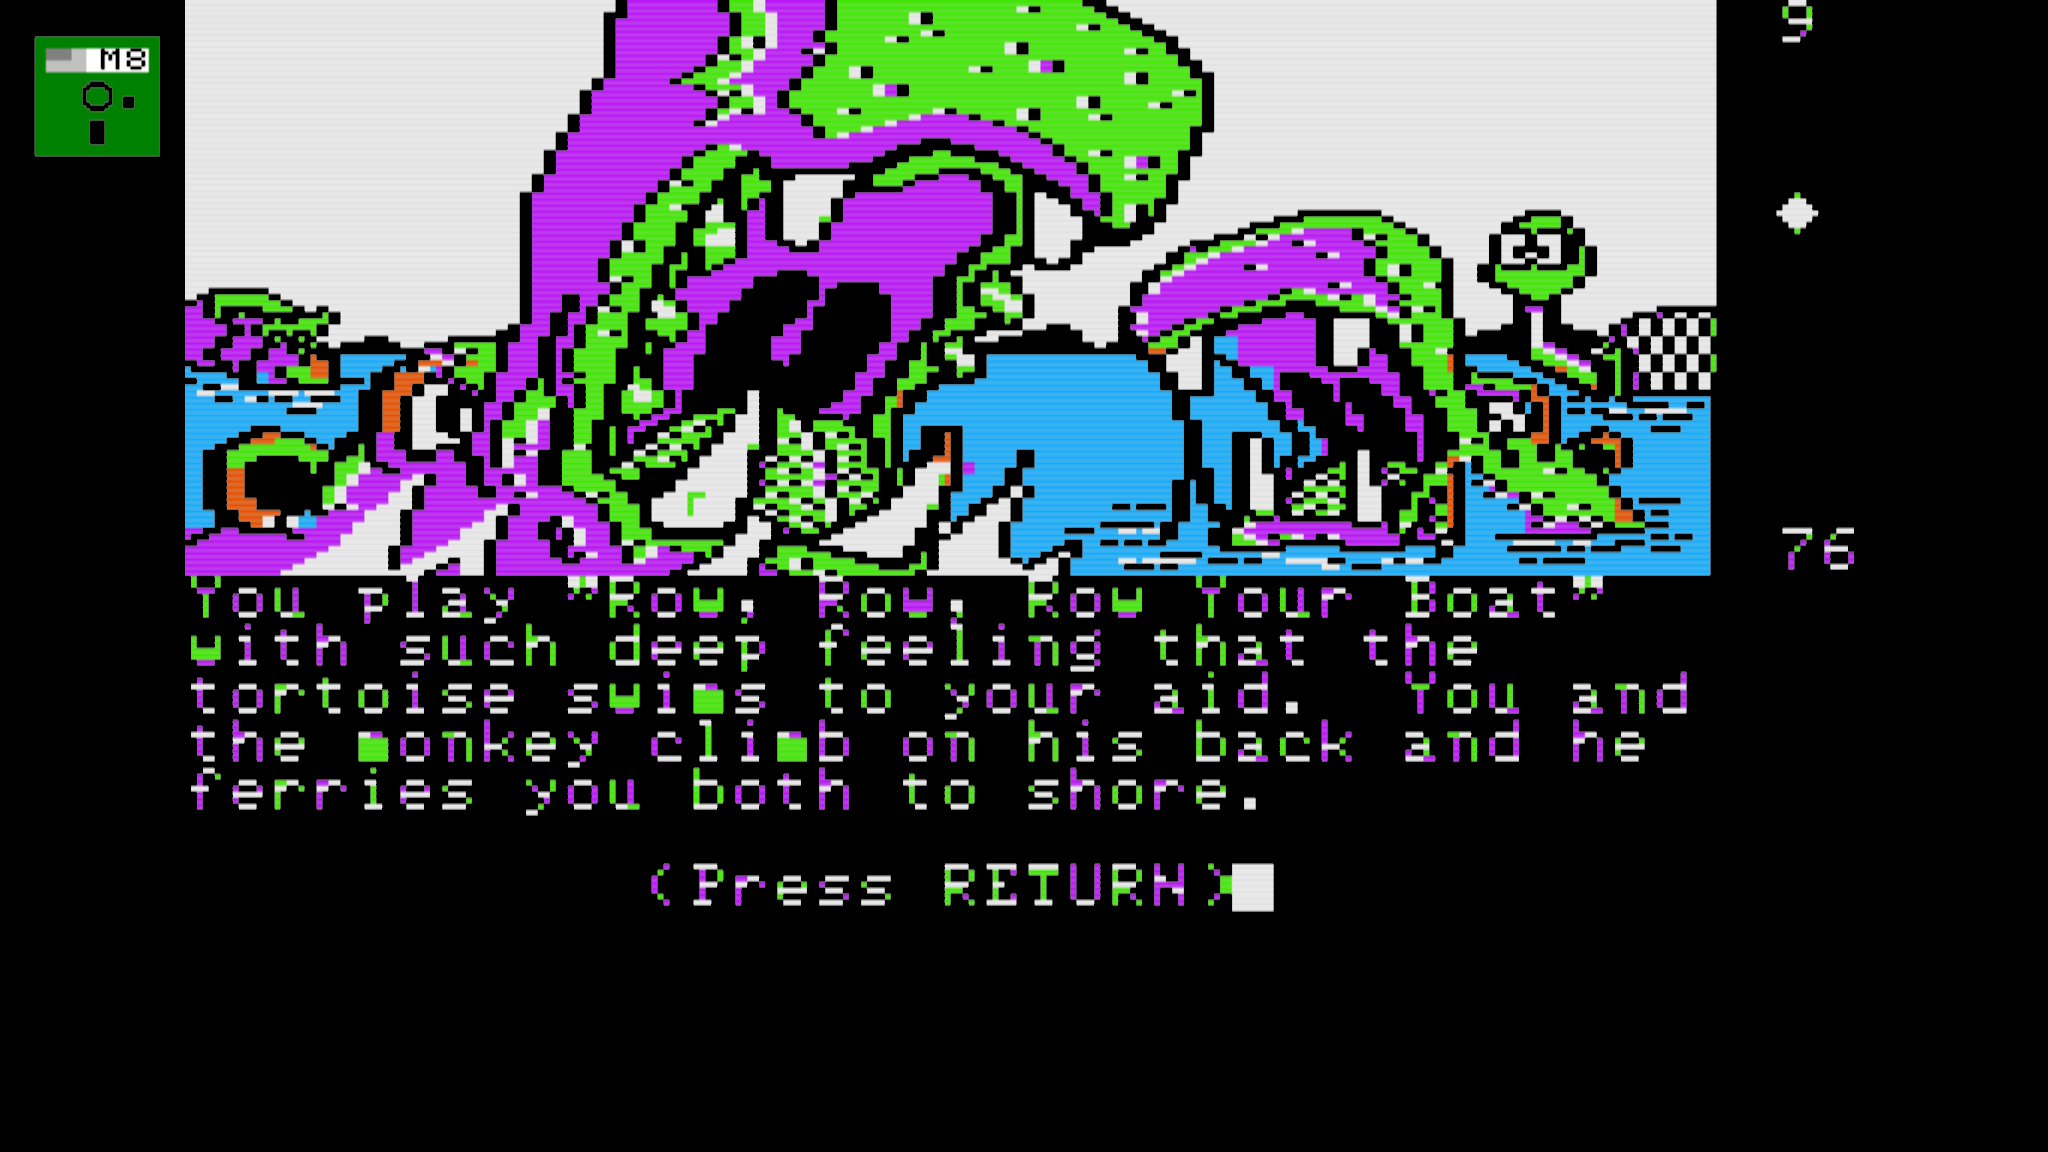 9
M8
76
You play "Row, Row, Row Your Boat"
with such deep feeling that the
tortoise swims to your aid. You and
the monkey climb on his back and he
ferries you both to shore.
(Press RETURN)